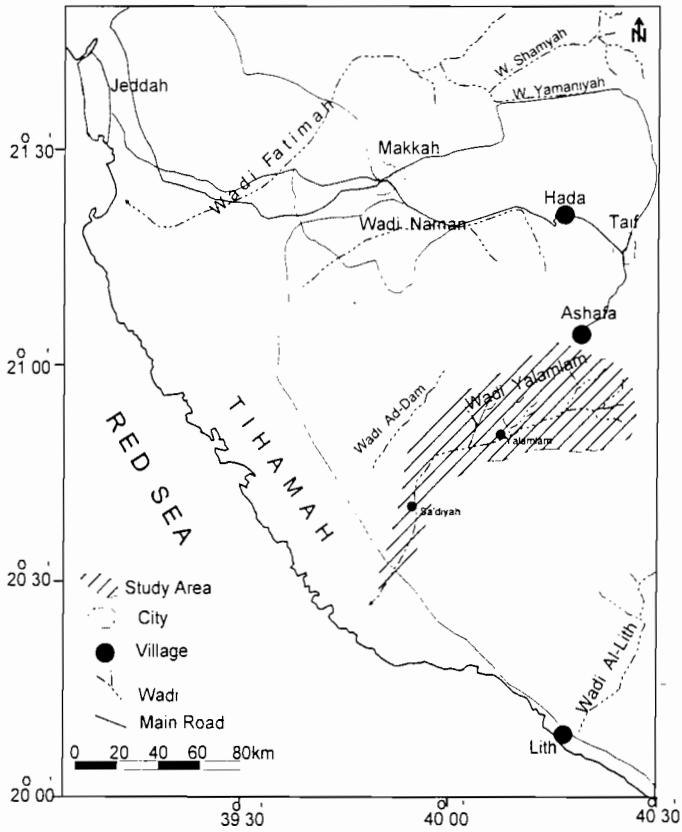 N
W. Shamyah
W. Yamaniyah
Jeddah
Wadi Fatimah
Makkah
21° 30'
Hada
Wadi Naman
Taif
Ashafa
21° 00'
Wadi Yalamlam
Wadi Ad-Dam
Yalamlam
TIHAMAH
RED SEA
Sa'diyah
20° 30'
Study Area
City
Village
Wadi
Main Road
Wadi Al-Lith
0 20 40 60 80km
Lith
20° 00'
39° 30' 40° 00' 40° 30'